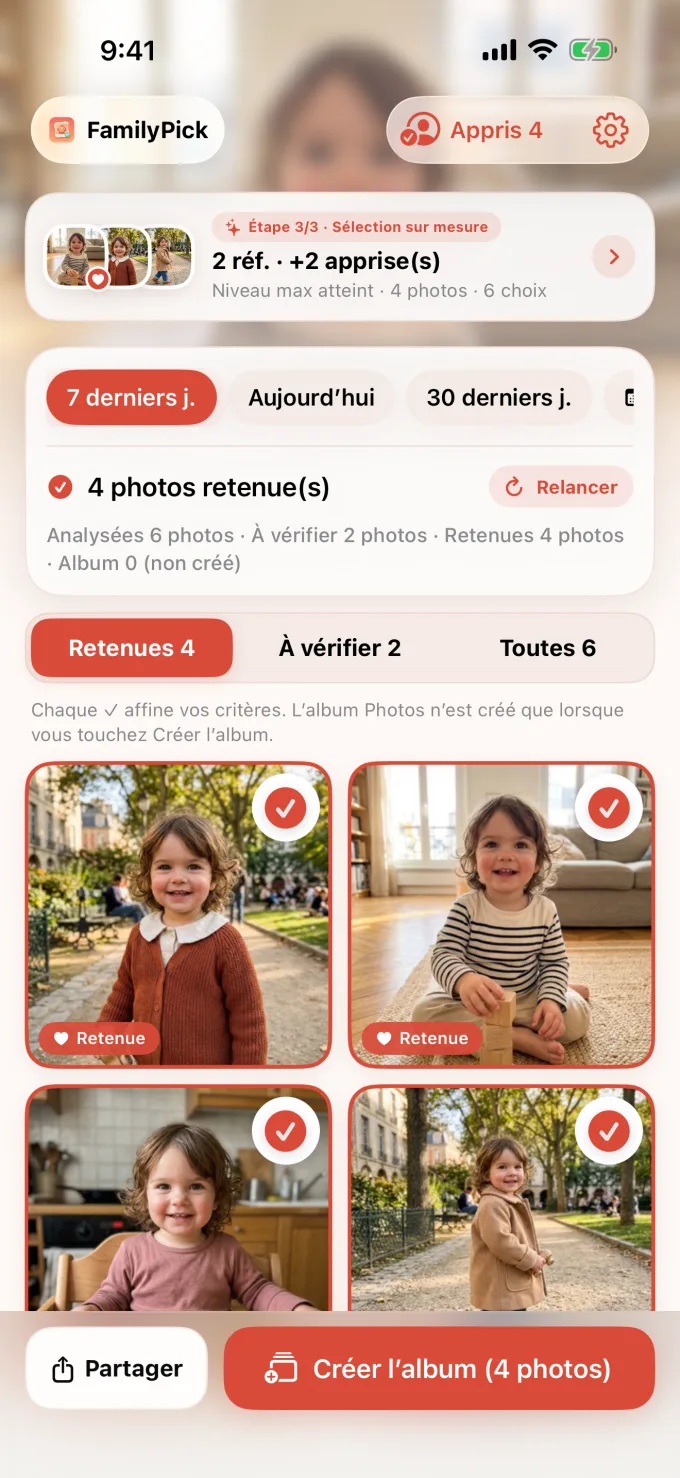 9:41
FamilyPick
Appris 4
Étape 3/3 · Sélection sur mesure
2 réf. · +2 apprise(s)
Niveau max atteint · 4 photos · 6 choix
7 derniers j.
Aujourd’hui
30 derniers j.
4 photos retenue(s)
Relancer
Analysées 6 photos · À vérifier 2 photos · Retenues 4 photos
· Album 0 (non créé)
Retenues 4
À vérifier 2
Toutes 6
Chaque ✓ affine vos critères. L’album Photos n’est créé que lorsque
vous touchez Créer l’album.
Retenue
Retenue
Partager
Créer l’album (4 photos)